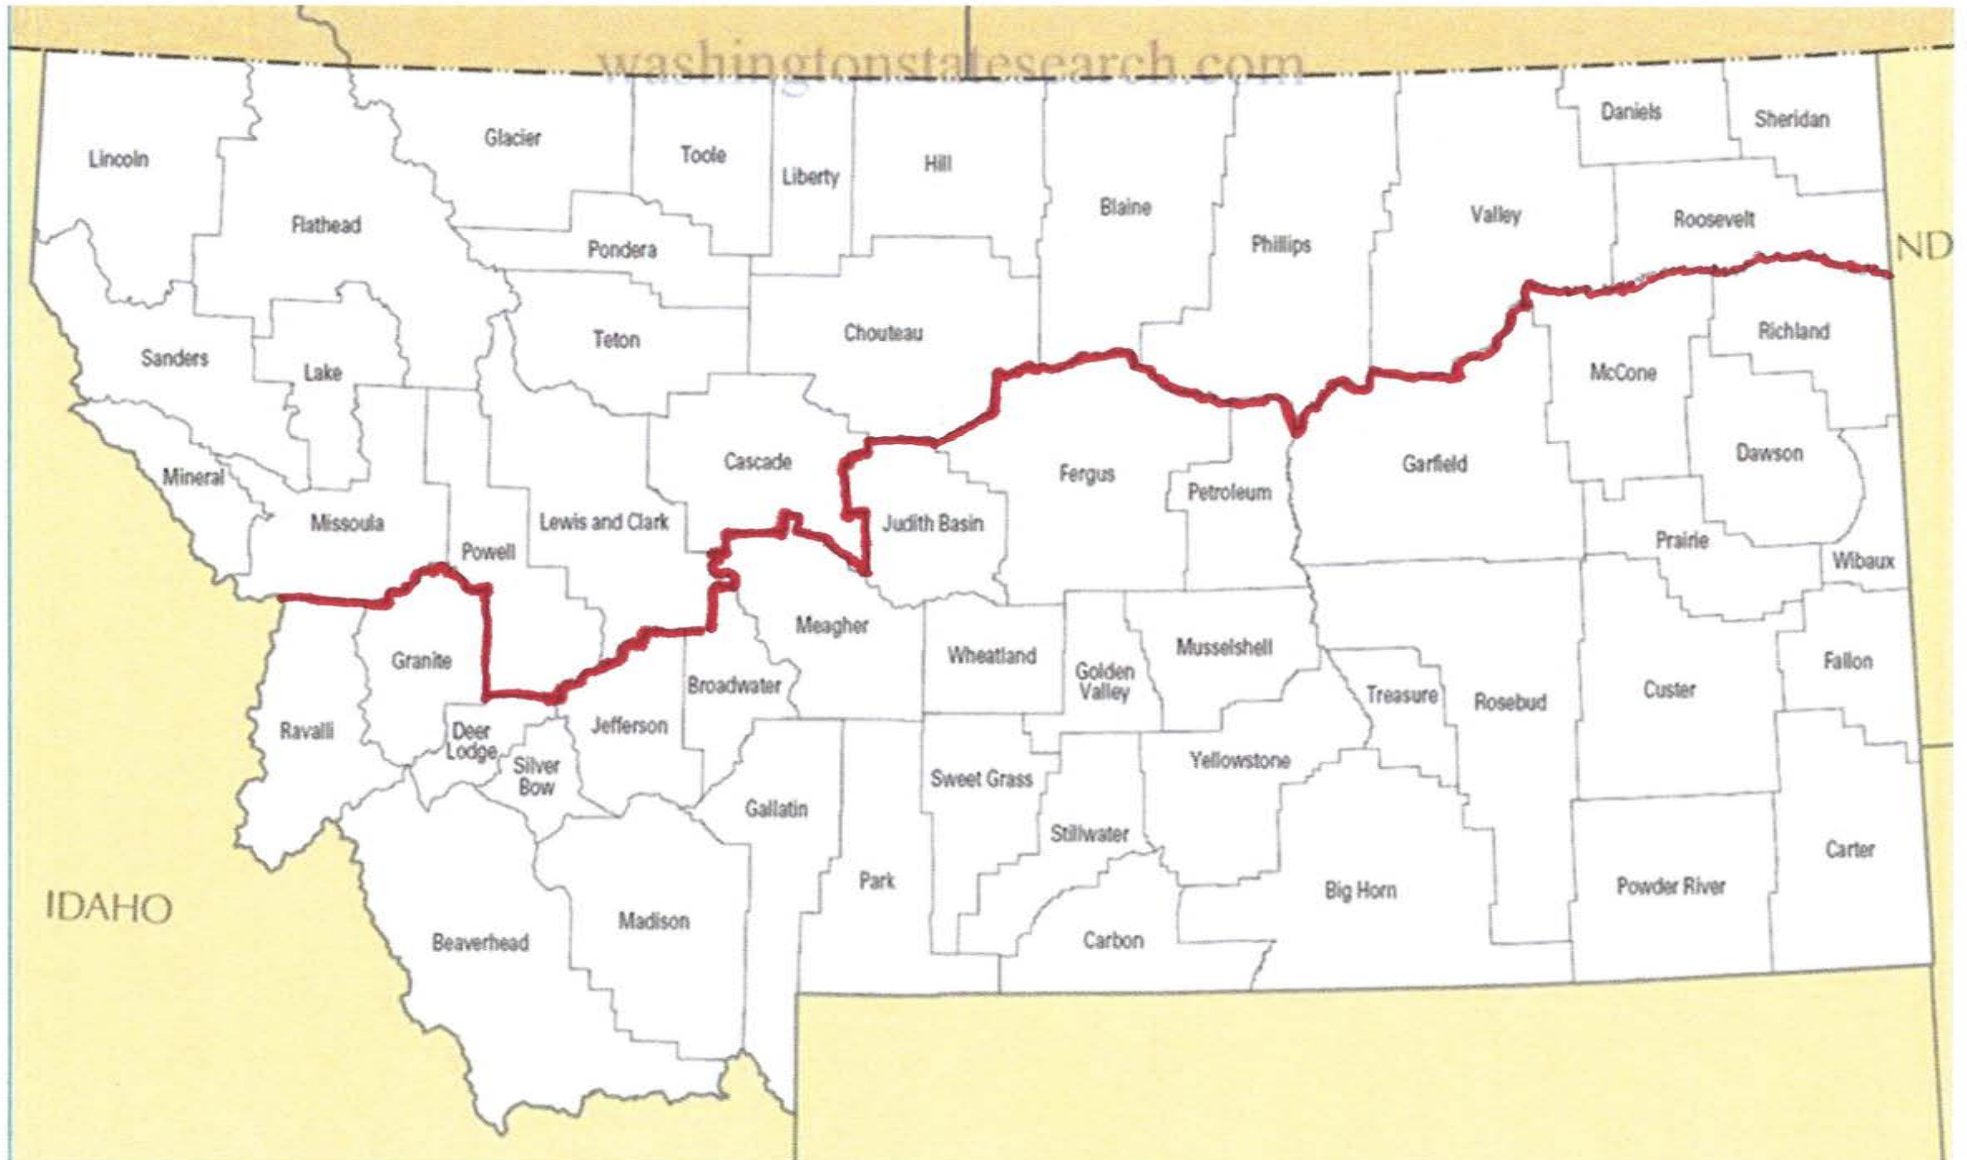 washingtonstatesearch.com
Lincoln
Flathead
Glacier
Toole
Liberty
Hill
Blaine
Phillips
Valley
Daniels
Sheridan
Roosevelt
ND
Pondera
Teton
Chouteau
Sanders
Lake
McCone
Richland
Mineral
Missoula
Powell
Lewis and Clark
Cascade
Judith Basin
Fergus
Petroleum
Garfield
Dawson
Prairie
Wibaux
Granite
Ravalli
Deer
Lodge
Silver
Bow
Jefferson
Broadwater
Meagher
Wheatland
Golden
Valley
Musselshell
Treasure
Rosebud
Custer
Fallon
Gallatin
Sweet Grass
Yellowstone
Stillwater
Park
Carbon
Big Horn
Powder River
Carter
IDAHO
Beaverhead
Madison